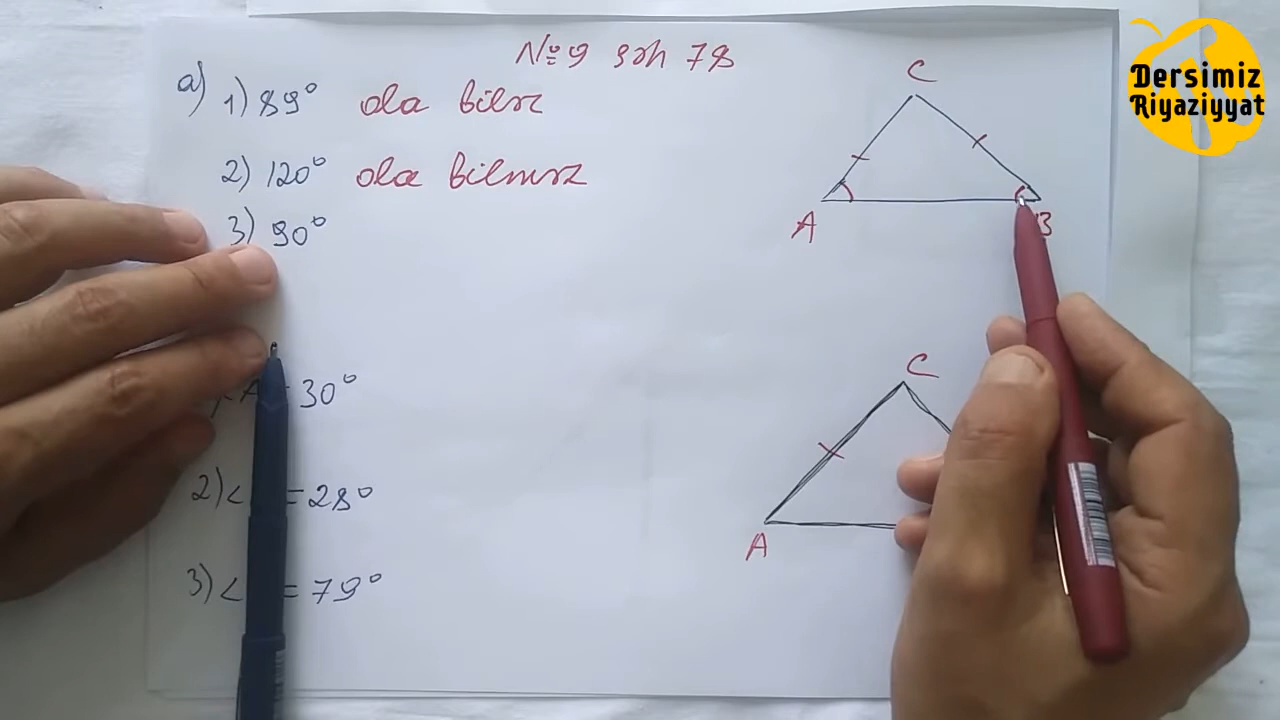 №9 səh 78
a) 1) 89° ola bilər
2) 120° ola bilməz
3) 90°
A = 30°
2) < = 28°
3) < = 79°
C
A
B
C
A
Dersimiz
Riyaziyyat